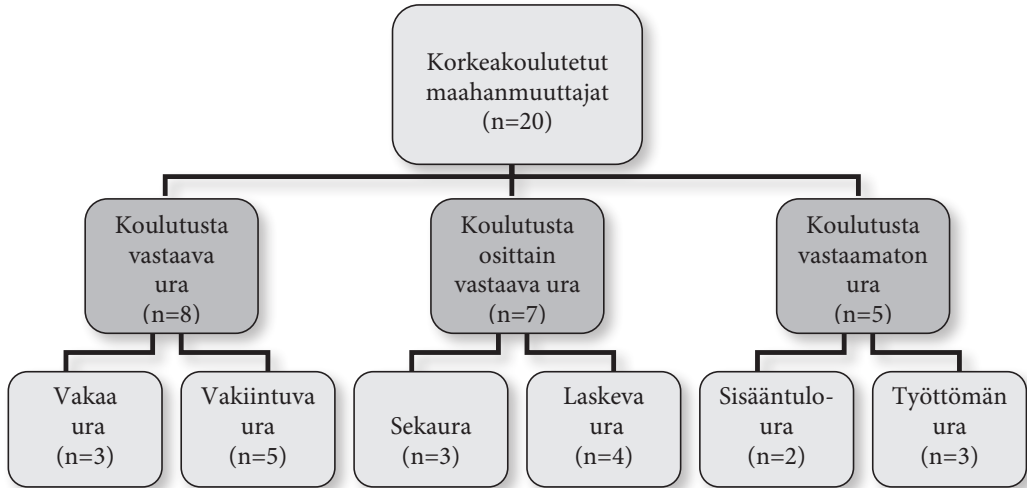 Korkeakoulutetut
maahanmuuttajat
(n=20)
Koulutusta
vastaava
ura
(n=8)
Koulutusta
osittain
vastaava ura
(n=7)
Koulutusta
vastaamaton
ura
(n=5)
Vakaa
ura
(n=3)
Vakiintuva
ura
(n=5)
Sekaura
(n=3)
Laskeva
ura
(n=4)
Sisääntulo-
ura
(n=2)
Työttömän
ura
(n=3)